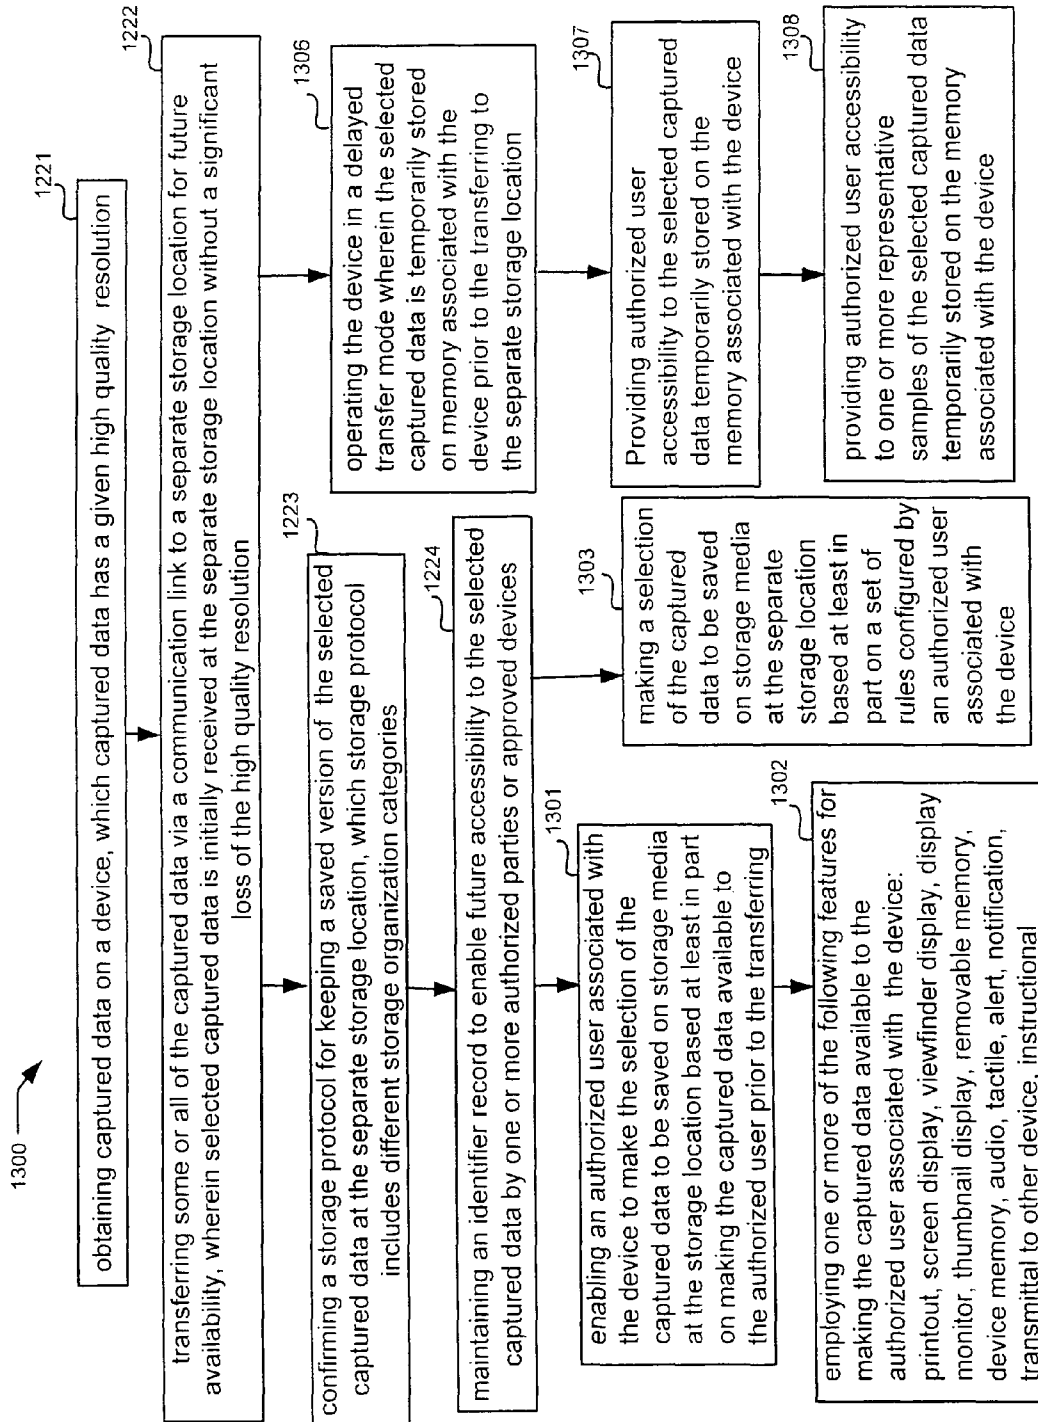 1300
1221
obtaining captured data on a device, which captured data has a given high quality resolution
1222
transferring some or all of the captured data via a communication link to a separate storage location for future
availability, wherein selected captured data is initially received at the separate storage location without a significant
loss of the high quality resolution
1223
confirming a storage protocol for keeping a saved version of the selected
captured data at the separate storage location, which storage protocol
includes different storage organization categories
1224
maintaining an identifier record to enable future accessibility to the selected
captured data by one or more authorized parties or approved devices
1301
enabling an authorized user associated with
the device to make the selection of the
captured data to be saved on storage media
at the storage location based at least in part
on making the captured data available to
the authorized user prior to the transferring
1302
employing one or more of the following features for
making the captured data available to the
authorized user associated with the device:
printout, screen display, viewfinder display, display
monitor, thumbnail display, removable memory,
device memory, audio, tactile, alert, notification,
transmittal to other device, instructional
1303
making a selection
of the captured
data to be saved
on storage media
at the separate
storage location
based at least in
part on a set of
rules configured by
an authorized user
associated with
the device
1306
operating the device in a delayed
transfer mode wherein the selected
captured data is temporarily stored
on memory associated with the
device prior to the transferring to
the separate storage location
1307
Providing authorized user
accessibility to the selected captured
data temporarily stored on the
memory associated with the device
1308
providing authorized user accessibility
to one or more representative
samples of the selected captured data
temporarily stored on the memory
associated with the device